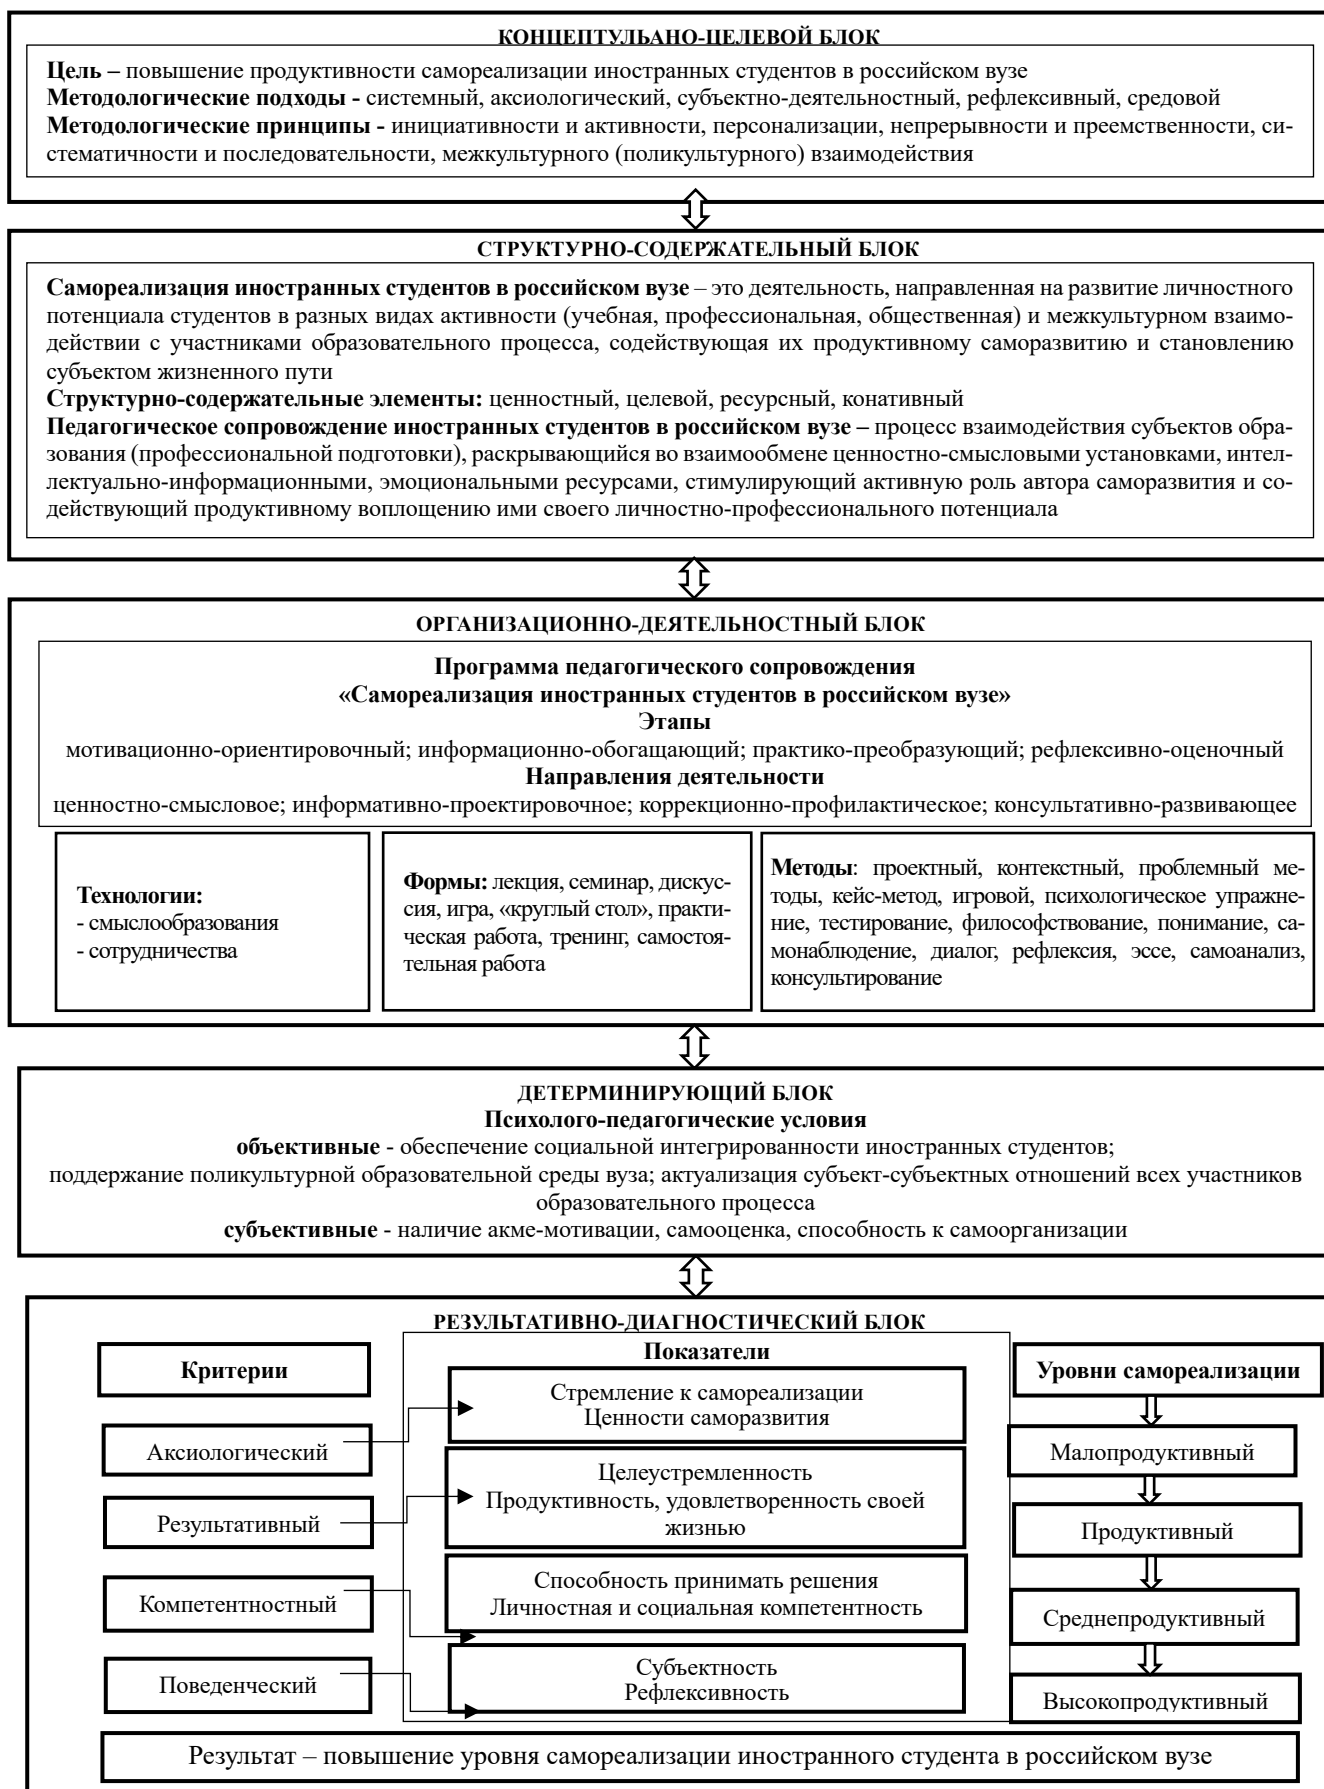 КОНЦЕПТУЛЬАНО-ЦЕЛЕВОЙ БЛОК
Цель – повышение продуктивности самореализации иностранных студентов в российском вузе
Методологические подходы - системный, аксиологический, субъектно-деятельностный, рефлексивный, средовой
Методологические принципы - инициативности и активности, персонализации, непрерывности и преемственности, си-
стематичности и последовательности, межкультурного (поликультурного) взаимодействия
СТРУКТУРНО-СОДЕРЖАТЕЛЬНЫЙ БЛОК
Самореализация иностранных студентов в российском вузе – это деятельность, направленная на развитие личностного
потенциала студентов в разных видах активности (учебная, профессиональная, общественная) и межкультурном взаимо-
действии с участниками образовательного процесса, содействующая их продуктивному саморазвитию и становлению
субъектом жизненного пути
Структурно-содержательные элементы: ценностный, целевой, ресурсный, конативный
Педагогическое сопровождение иностранных студентов в российском вузе – процесс взаимодействия субъектов обра-
зования (профессиональной подготовки), раскрывающийся во взаимообмене ценностно-смысловыми установками, интел-
лектуально-информационными, эмоциональными ресурсами, стимулирующий активную роль автора саморазвития и со-
действующий продуктивному воплощению ими своего личностно-профессионального потенциала
ОРГАНИЗАЦИОННО-ДЕЯТЕЛЬНОСТНЫЙ БЛОК
Программа педагогического сопровождения
«Самореализация иностранных студентов в российском вузе»
Этапы
мотивационно-ориентировочный; информационно-обогащающий; практико-преобразующий; рефлексивно-оценочный
Направления деятельности
ценностно-смысловое; информативно-проектировочное; коррекционно-профилактическое; консультативно-развивающее
Технологии:
- смыслообразования
- сотрудничества
Формы: лекция, семинар, дискус-
сия, игра, «круглый стол», практи-
ческая работа, тренинг, самостоя-
тельная работа
Методы: проектный, контекстный, проблемный ме-
тоды, кейс-метод, игровой, психологическое упражне-
ние, тестирование, философствование, понимание, са-
монаблюдение, диалог, рефлексия, эссе, самоанализ,
консультирование
ДЕТЕРМИНИРУЮЩИЙ БЛОК
Психолого-педагогические условия
объективные - обеспечение социальной интегрированности иностранных студентов;
поддержание поликультурной образовательной среды вуза; актуализация субъект-субъектных отношений всех участников
образовательного процесса
субъективные - наличие акме-мотивации, самооценка, способность к самоорганизации
РЕЗУЛЬТАТИВНО-ДИАГНОСТИЧЕСКИЙ БЛОК
Критерии
Аксиологический
Результативный
Компетентностный
Поведенческий
Показатели
Стремление к самореализации
Ценности саморазвития
Целеустремленность
Продуктивность, удовлетворенность своей
жизнью
Способность принимать решения
Личностная и социальная компетентность
Субъектность
Рефлексивность
Уровни самореализации
Малопродуктивный
Продуктивный
Среднепродуктивный
Высокопродуктивный
Результат – повышение уровня самореализации иностранного студента в российском вузе